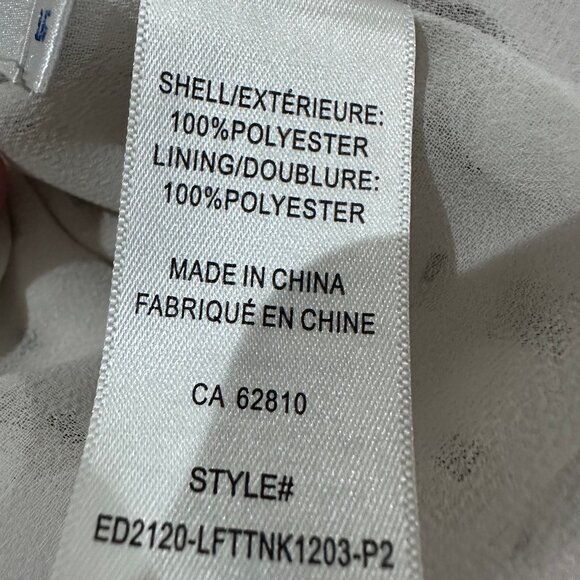 SHELL/EXTÉRIEURE:
100%POLYESTER
LINING/DOUBLURE:
100%POLYESTER
MADE IN CHINA
FABRIQUÉ EN CHINE
CA 62810
STYLE#
ED2120-LFTTNK1203-P2